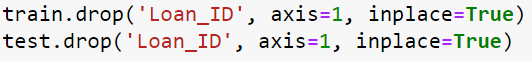 train.drop('Loan_ID', axis=1, inplace=True)
test.drop('Loan_ID', axis=1, inplace=True)